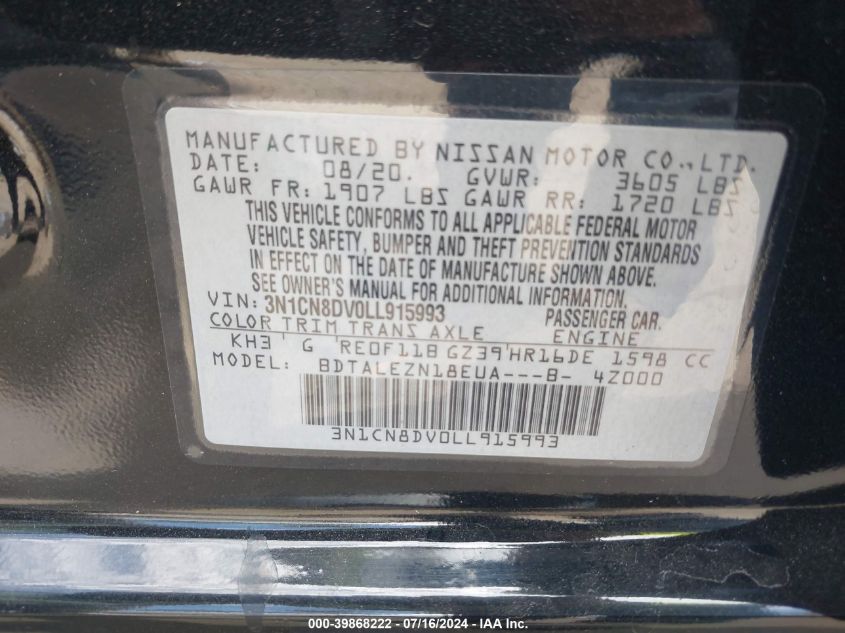 MANUFACTURED BY NISSAN MOTOR CO.,LTD.
DATE: 08/20. GVWR: 3605 LBS
GAWR FR: 1907 LBS GAWR RR: 1720 LBS
THIS VEHICLE CONFORMS TO ALL APPLICABLE FEDERAL MOTOR
VEHICLE SAFETY, BUMPER AND THEFT PREVENTION STANDARDS
IN EFFECT ON THE DATE OF MANUFACTURE SHOWN ABOVE.
SEE OWNER'S MANUAL FOR ADDITIONAL INFORMATION.
VIN: 3N1CN8DV0LL915993 PASSENGER CAR.
COLOR TRIM TRANS AXLE ENGINE
KH3 G RE0F11B GZ39 HR16DE 1598 CC
MODEL: BDTALEZN18EUA---B- 4Z000
3N1CN8DV0LL915993
000-39868222 - 07/16/2024 - IAA Inc.